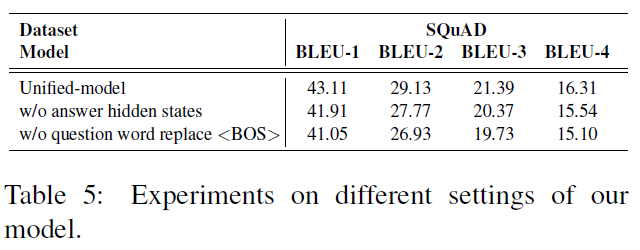 Dataset SQuAD
Model BLEU-1 BLEU-2 BLEU-3 BLEU-4
Unified-model 43.11 29.13 21.39 16.31
w/o answer hidden states 41.91 27.77 20.37 15.54
w/o question word replace <BOS> 41.05 26.93 19.73 15.10
Table 5: Experiments on different settings of our
model.